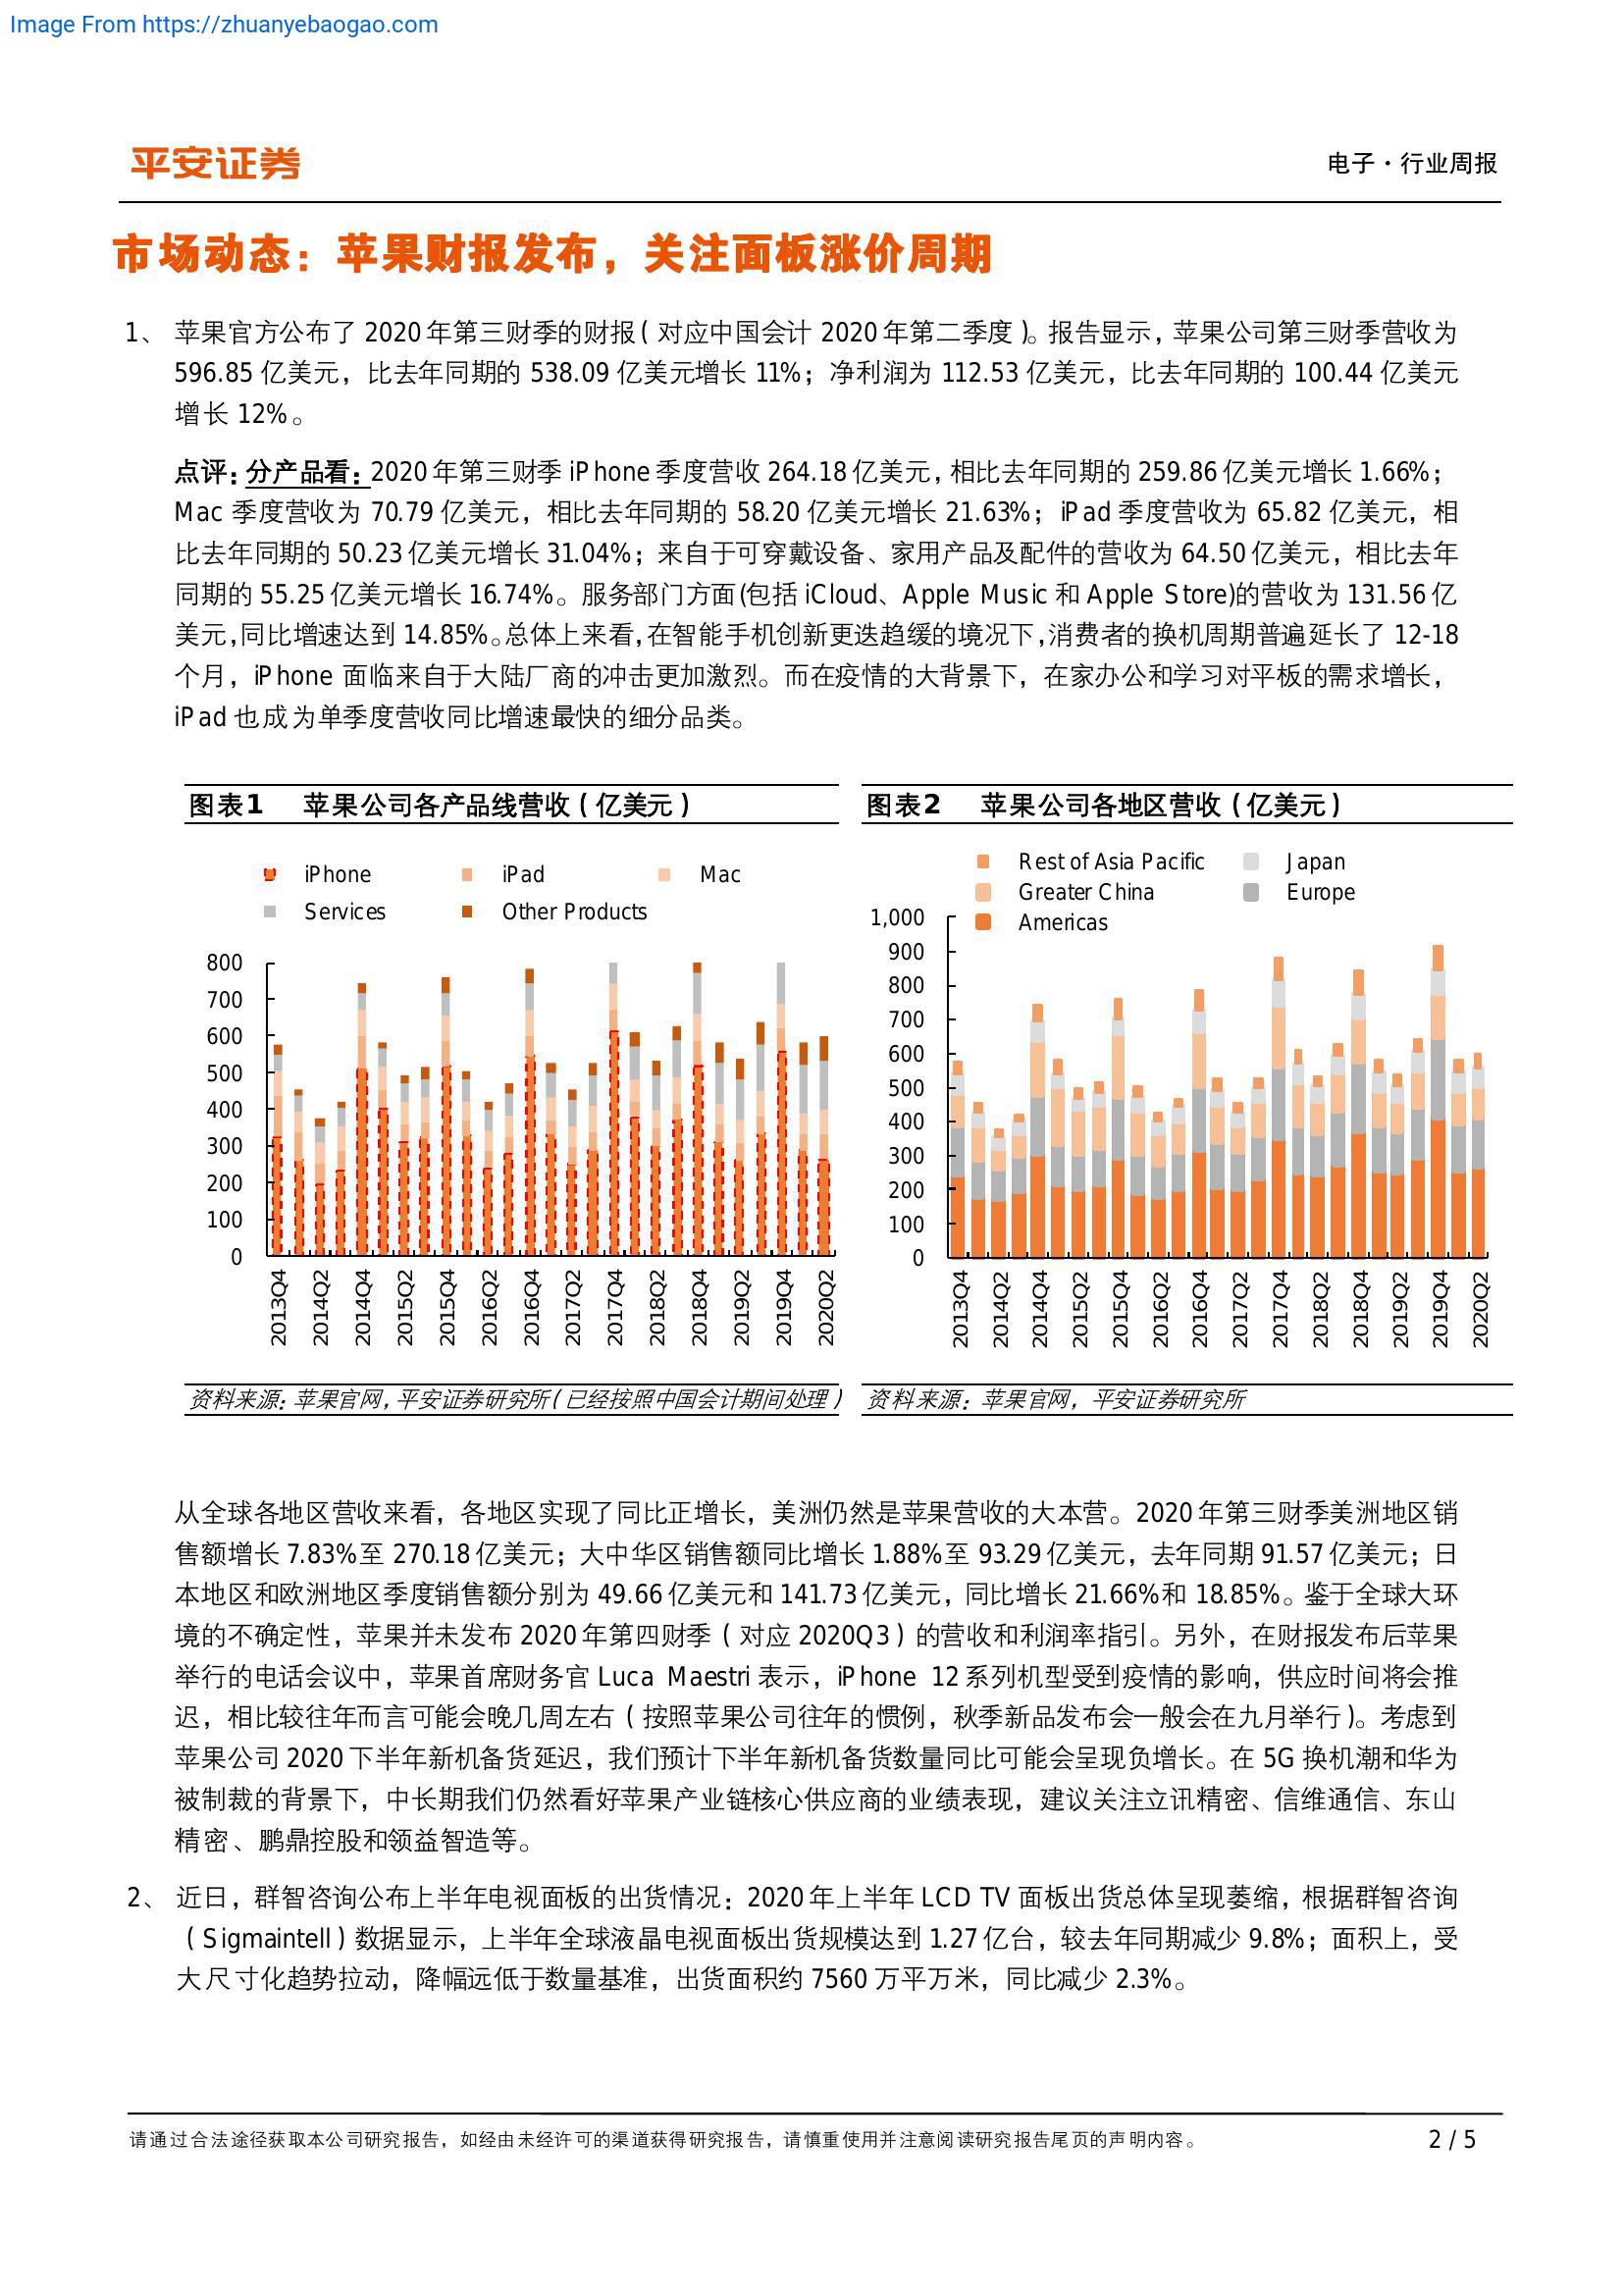 Image From https://zhuanyebaogao.com
平安证券
电子·行业周报
市场动态：苹果财报发布，关注面板涨价周期
1、 苹果官方公布了 2020 年第三财季的财报（对应中国会计 2020 年第二季度）。报告显示，苹果公司第三财季营收为
596.85 亿美元，比去年同期的 538.09 亿美元增长 11%；净利润为 112.53 亿美元，比去年同期的 100.44 亿美元
增长 12%。
点评：分产品看：2020 年第三财季 iPhone 季度营收 264.18 亿美元，相比去年同期的 259.86 亿美元增长 1.66%；
Mac 季度营收为 70.79 亿美元，相比去年同期的 58.20 亿美元增长 21.63%；iPad 季度营收为 65.82 亿美元，相
比去年同期的 50.23 亿美元增长 31.04%；来自于可穿戴设备、家用产品及配件的营收为 64.50 亿美元，相比去年
同期的 55.25 亿美元增长 16.74%。服务部门方面(包括 iCloud、Apple Music 和 Apple Store)的营收为 131.56 亿
美元，同比增速达到 14.85%。总体上来看，在智能手机创新更迭趋缓的境况下，消费者的换机周期普遍延长了 12-18
个月，iPhone 面临来自于大陆厂商的冲击更加激烈。而在疫情的大背景下，在家办公和学习对平板的需求增长，
iPad 也成为单季度营收同比增速最快的细分品类。
图表1 苹果公司各产品线营收（亿美元）
iPhone iPad Mac
Services Other Products
800
700
600
500
400
300
200
100
0
2013Q4 2014Q2 2014Q4 2015Q2 2015Q4 2016Q2 2016Q4 2017Q2 2017Q4 2018Q2 2018Q4 2019Q2 2019Q4 2020Q2
资料来源：苹果官网，平安证券研究所（已经按照中国会计期间处理）
图表2 苹果公司各地区营收（亿美元）
Rest of Asia Pacific Japan
Greater China Europe
Americas
1,000
900
800
700
600
500
400
300
200
100
0
2013Q4 2014Q2 2014Q4 2015Q2 2015Q4 2016Q2 2016Q4 2017Q2 2017Q4 2018Q2 2018Q4 2019Q2 2019Q4 2020Q2
资料来源：苹果官网，平安证券研究所
从全球各地区营收来看，各地区实现了同比正增长，美洲仍然是苹果营收的大本营。2020 年第三财季美洲地区销
售额增长 7.83%至 270.18 亿美元；大中华区销售额同比增长 1.88%至 93.29 亿美元，去年同期 91.57 亿美元；日
本地区和欧洲地区季度销售额分别为 49.66 亿美元和 141.73 亿美元，同比增长 21.66%和 18.85%。鉴于全球大环
境的不确定性，苹果并未发布 2020 年第四财季（对应 2020Q3）的营收和利润率指引。另外，在财报发布后苹果
举行的电话会议中，苹果首席财务官 Luca Maestri 表示，iPhone 12 系列机型受到疫情的影响，供应时间将会推
迟，相比较往年而言可能会晚几周左右（按照苹果公司往年的惯例，秋季新品发布会一般会在九月举行）。考虑到
苹果公司 2020 下半年新机备货延迟，我们预计下半年新机备货数量同比可能会呈现负增长。在 5G 换机潮和华为
被制裁的背景下，中长期我们仍然看好苹果产业链核心供应商的业绩表现，建议关注立讯精密、信维通信、东山
精密、鹏鼎控股和领益智造等。
2、 近日，群智咨询公布上半年电视面板的出货情况：2020 年上半年 LCD TV 面板出货总体呈现萎缩，根据群智咨询
（Sigmaintell）数据显示，上半年全球液晶电视面板出货规模达到 1.27 亿台，较去年同期减少 9.8%；面积上，受
大尺寸化趋势拉动，降幅远低于数量基准，出货面积约 7560 万平万米，同比减少 2.3%。
请通过合法途径获取本公司研究报告，如经由未经许可的渠道获得研究报告，请慎重使用并注意阅读研究报告尾页的声明内容。
2 / 5